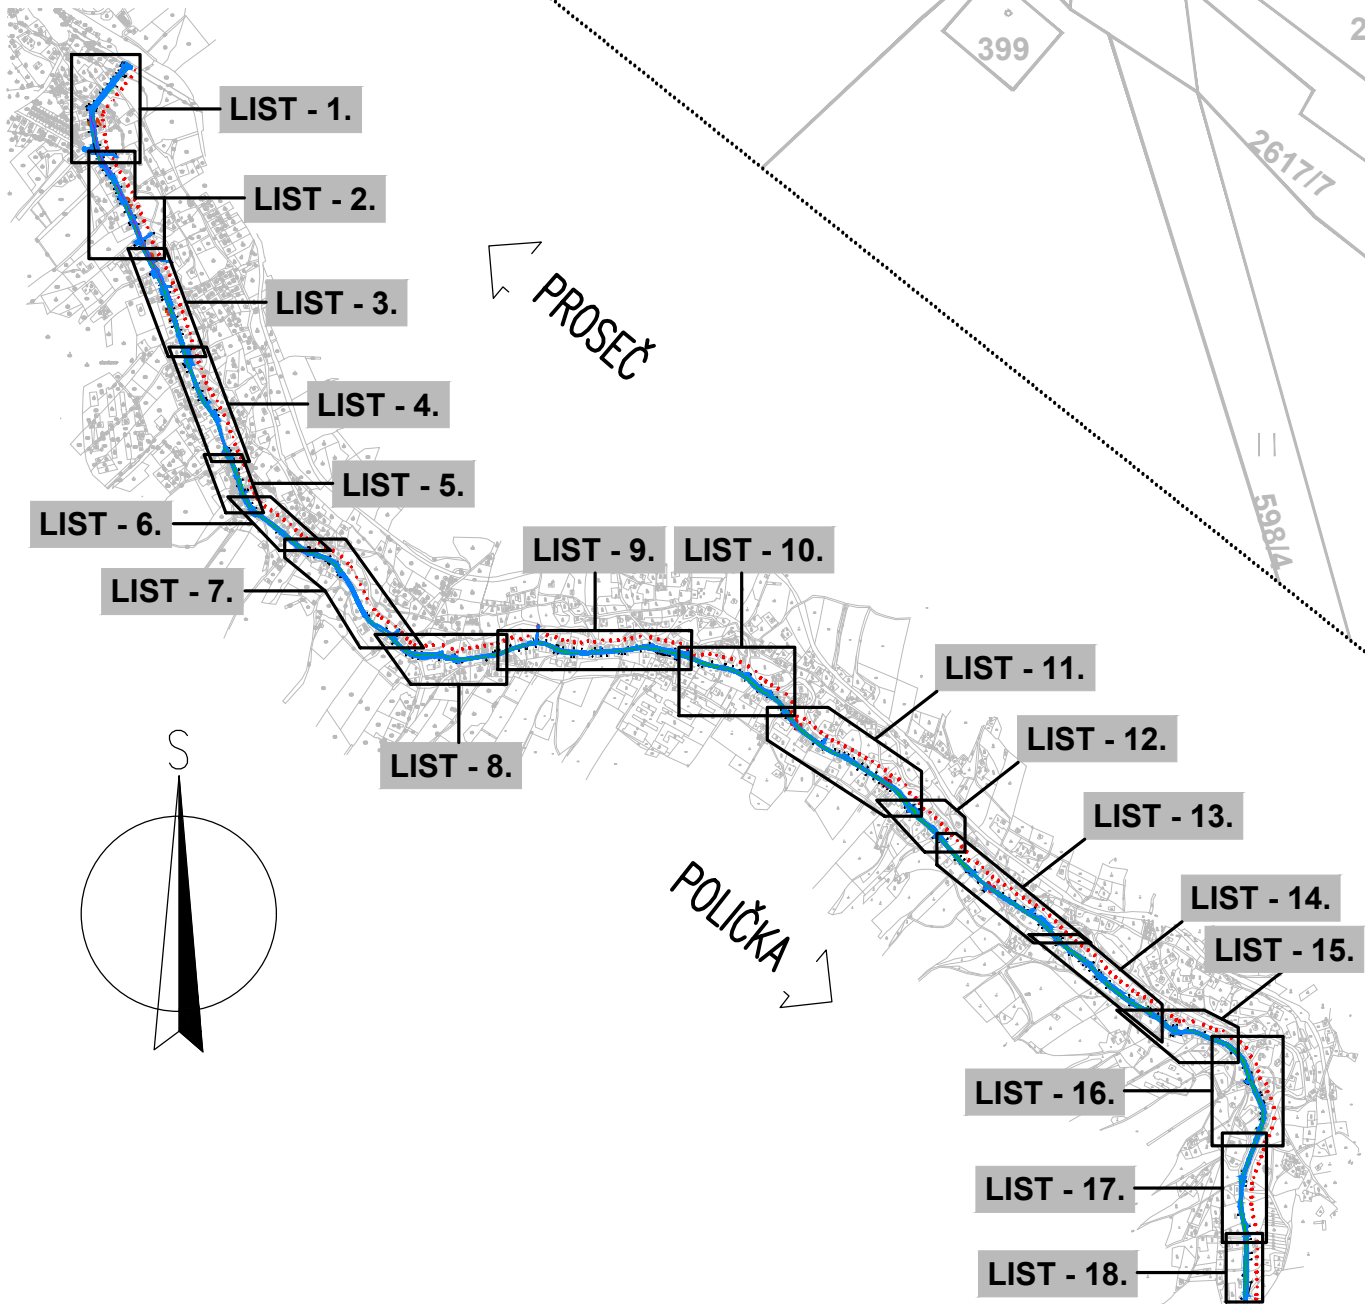 399
2
2617/7
598/4
LIST - 1.
LIST - 2.
LIST - 3.
LIST - 4.
LIST - 5.
LIST - 6.
LIST - 7.
LIST - 8.
LIST - 9.
LIST - 10.
LIST - 11.
LIST - 12.
LIST - 13.
LIST - 14.
LIST - 15.
LIST - 16.
LIST - 17.
LIST - 18.
PROSEČ
POLIČKA
S